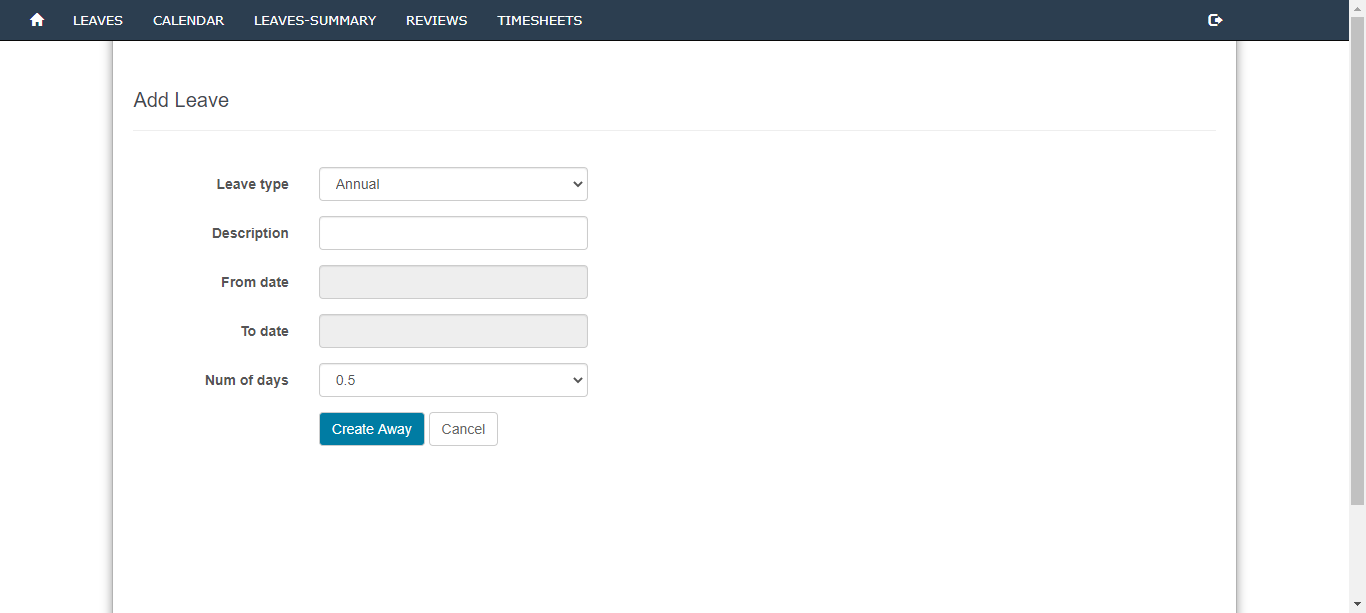 LEAVES CALENDAR LEAVES-SUMMARY REVIEWS TIMESHEETS
Add Leave
Leave type Annual
Description
From date
To date
Num of days 0.5
Create Away Cancel